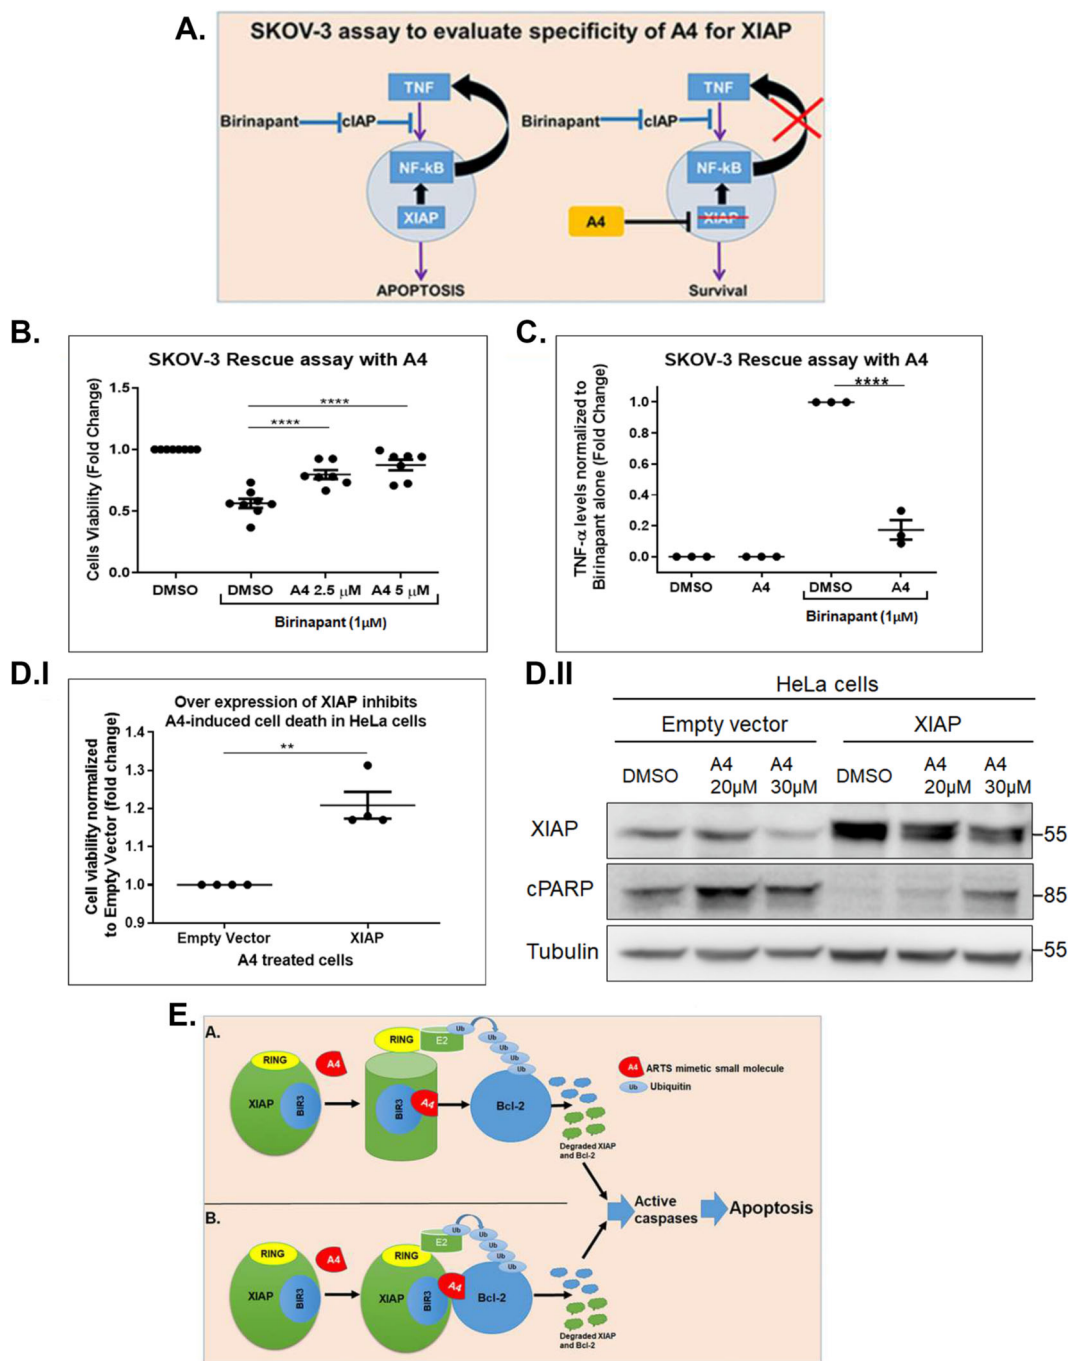 A.
SKOV-3 assay to evaluate specificity of A4 for XIAP
TNF
TNF
Birinapant
cIAP
Birinapant
cIAP
NF-kB
NF-kB
XIAP
A4
XIAP
APOPTOSIS
Survival
B.
SKOV-3 Rescue assay with A4
Cells Viability (Fold Change)
1.5
1.0
0.5
0.0
****
****
DMSO
DMSO
A4 2.5 μM
A4 5 μM
Birinapant (1μM)
C.
SKOV-3 Rescue assay with A4
TNF-α levels normalized to
Birinapant alone (Fold Change)
1.0
0.8
0.6
0.4
0.2
0.0
****
DMSO
A4
DMSO
A4
Birinapant (1μM)
D.I
Over expression of XIAP inhibits
A4-induced cell death in HeLa cells
Cell viability normalized
to Empty Vector (fold change)
1.4
1.3
1.2
1.1
1.0
0.9
**
Empty Vector
XIAP
A4 treated cells
D.II
HeLa cells
Empty vector
XIAP
DMSO
A4
20μM
A4
30μM
DMSO
A4
20μM
A4
30μM
XIAP
-55
cPARP
-85
Tubulin
-55
E.
A.
RING
A4
XIAP
BIR3
RING
E2
Ub
Ub
Ub
Ub
Ub
Ub
BIR3
A4
Bcl-2
A4
ARTS mimetic small molecule
Ub
Ubiquitin
Degraded XIAP
and Bcl-2
Active
caspases
Apoptosis
B.
RING
A4
XIAP
BIR3
RING
E2
Ub
Ub
Ub
Ub
Ub
Ub
XIAP
BIR3
A4
Bcl-2
Degraded XIAP
and Bcl-2